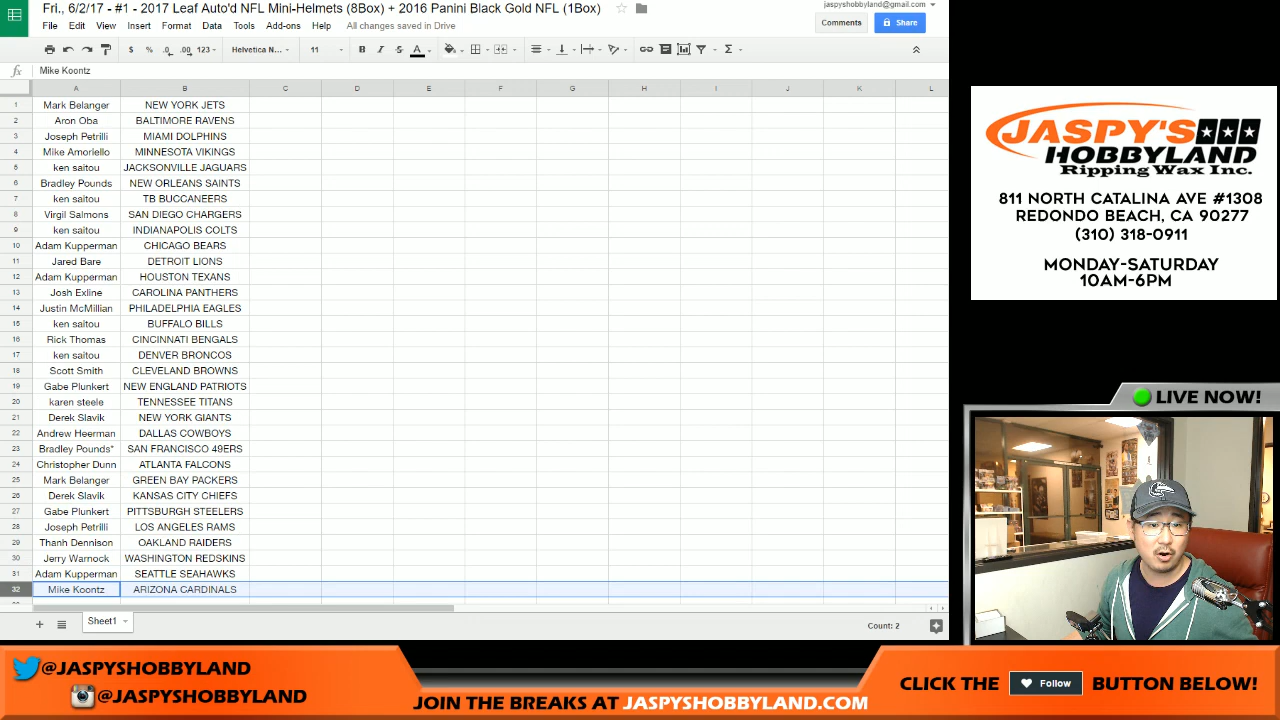 Fri., 6/2/17 - #1 - 2017 Leaf Auto'd NFL Mini-Helmets (8Box) + 2016 Panini Black Gold NFL (1Box)
jaspyshobbyland@gmail.com
File Edit View Insert Format Data Tools Add-ons Help All changes saved in Drive
Comments Share
$ % .0 .00 123 Helvetica N... 11 B I S A Σ
fx Mike Koontz
A B C D E F G H I J K L
1 Mark Belanger NEW YORK JETS
2 Aron Oba BALTIMORE RAVENS
3 Joseph Petrilli MIAMI DOLPHINS
4 Mike Amoriello MINNESOTA VIKINGS
5 ken saitou JACKSONVILLE JAGUARS
6 Bradley Pounds NEW ORLEANS SAINTS
7 ken saitou TB BUCCANEERS
8 Virgil Salmons SAN DIEGO CHARGERS
9 ken saitou INDIANAPOLIS COLTS
10 Adam Kupperman CHICAGO BEARS
11 Jared Bare DETROIT LIONS
12 Adam Kupperman HOUSTON TEXANS
13 Josh Exline CAROLINA PANTHERS
14 Justin McMillian PHILADELPHIA EAGLES
15 ken saitou BUFFALO BILLS
16 Rick Thomas CINCINNATI BENGALS
17 ken saitou DENVER BRONCOS
18 Scott Smith CLEVELAND BROWNS
19 Gabe Plunkert NEW ENGLAND PATRIOTS
20 karen steele TENNESSEE TITANS
21 Derek Slavik NEW YORK GIANTS
22 Andrew Heerman DALLAS COWBOYS
23 Bradley Pounds* SAN FRANCISCO 49ERS
24 Christopher Dunn ATLANTA FALCONS
25 Mark Belanger GREEN BAY PACKERS
26 Derek Slavik KANSAS CITY CHIEFS
27 Gabe Plunkert PITTSBURGH STEELERS
28 Joseph Petrilli LOS ANGELES RAMS
29 Thanh Dennison OAKLAND RAIDERS
30 Jerry Warnock WASHINGTON REDSKINS
31 Adam Kupperman SEATTLE SEAHAWKS
32 Mike Koontz ARIZONA CARDINALS
Sheet1
Count: 2
JASPY'S
HOBBYLAND
Ripping Wax Inc.
811 NORTH CATALINA AVE #1308
REDONDO BEACH, CA 90277
(310) 318-0911
MONDAY-SATURDAY
10AM-6PM
LIVE NOW!
@JASPYSHOBBYLAND
@JASPYSHOBBYLAND
JOIN THE BREAKS AT JASPYSHOBBYLAND.COM
CLICK THE Follow BUTTON BELOW!